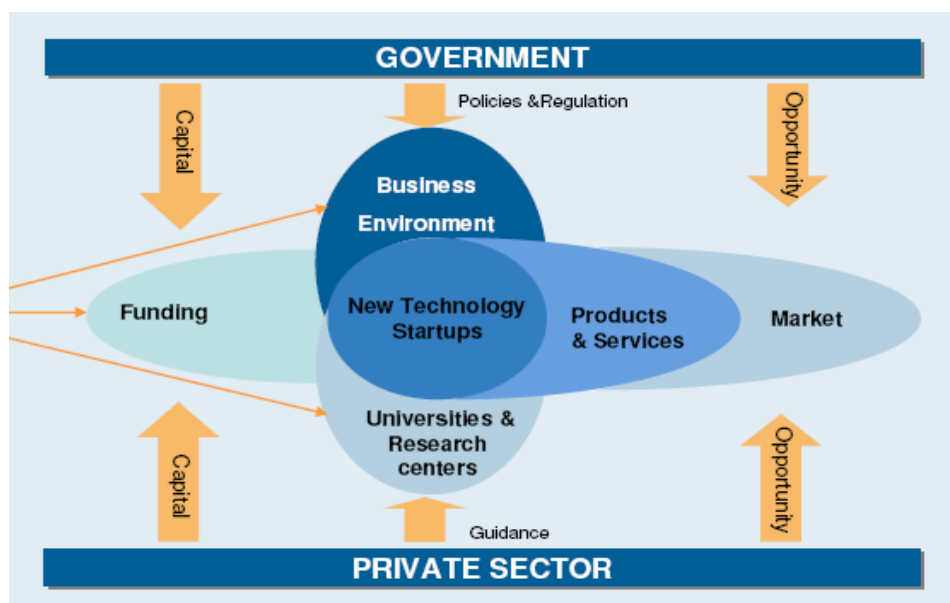 GOVERNMENT
Capital
Policies &Regulation
Opportunity
Business
Environment
Funding
New Technology
Startups
Products
& Services
Market
Universities &
Research
centers
Capital
Guidance
Opportunity
PRIVATE SECTOR